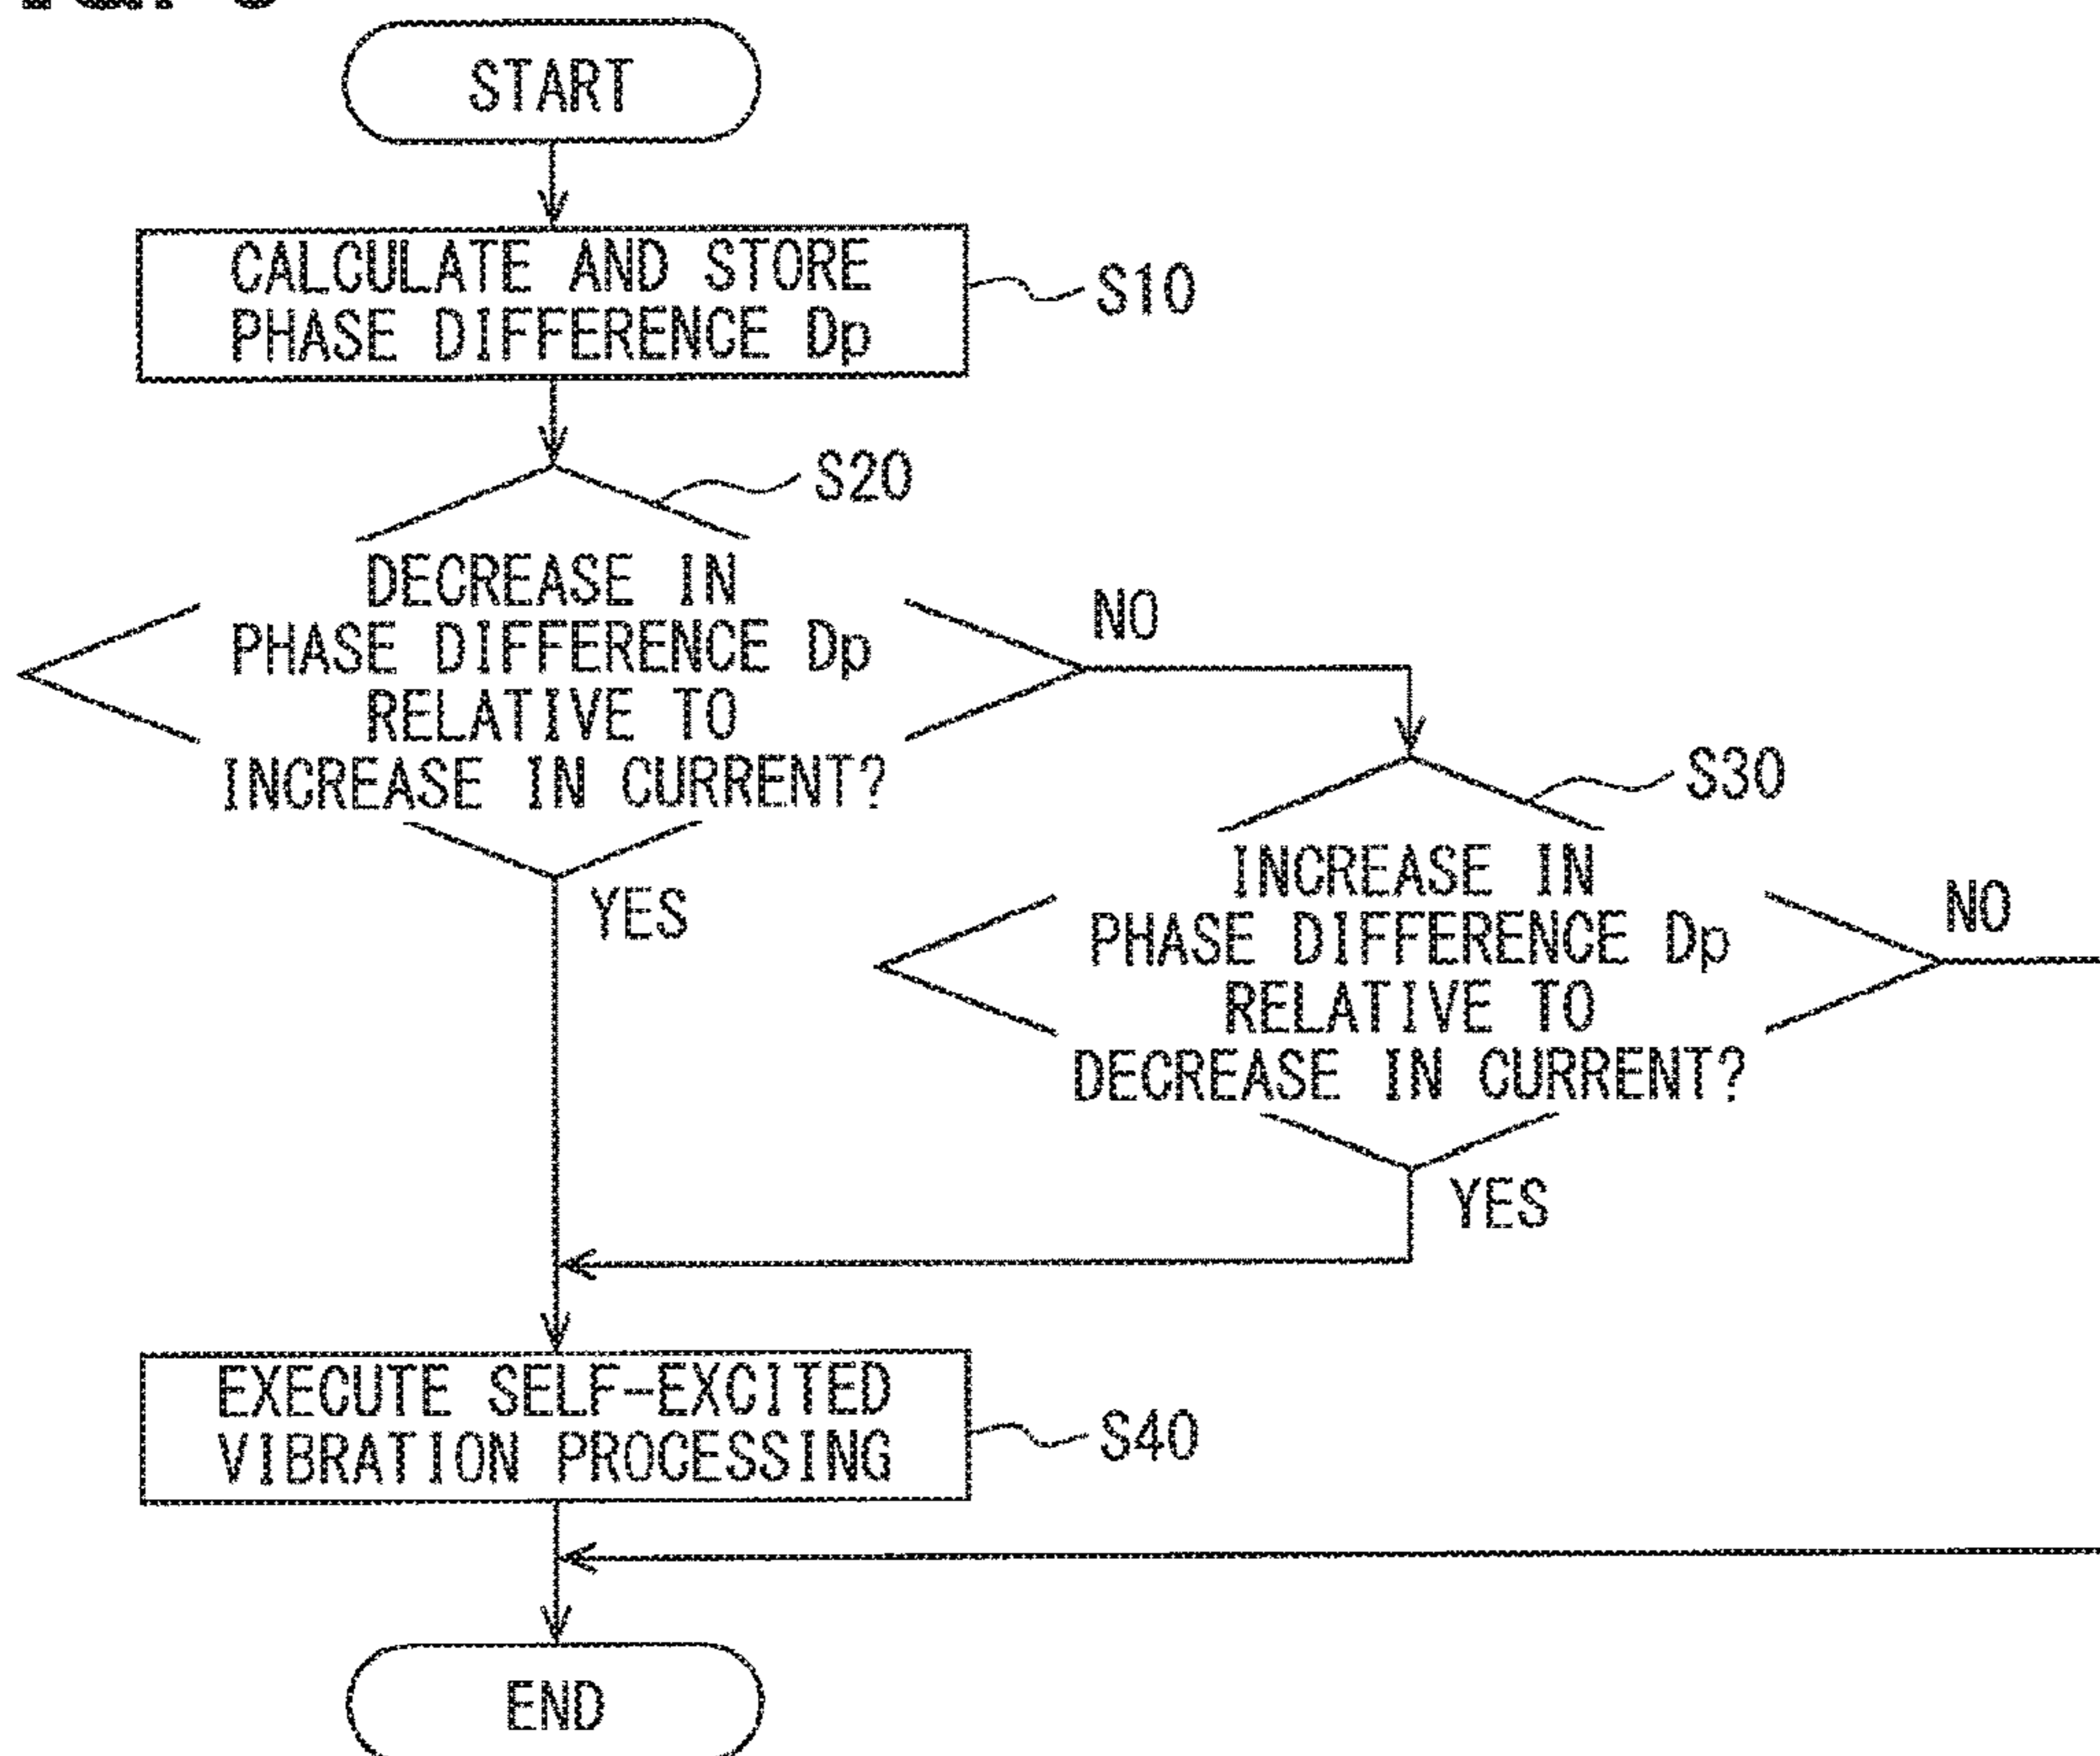 START
CALCULATE AND STORE
PHASE DIFFERENCE Dp
S10
S20
DECREASE IN
PHASE DIFFERENCE Dp
RELATIVE TO
INCREASE IN CURRENT?
NO
YES
S30
INCREASE IN
PHASE DIFFERENCE Dp
RELATIVE TO
DECREASE IN CURRENT?
NO
YES
EXECUTE SELF-EXCITED
VIBRATION PROCESSING
S40
END